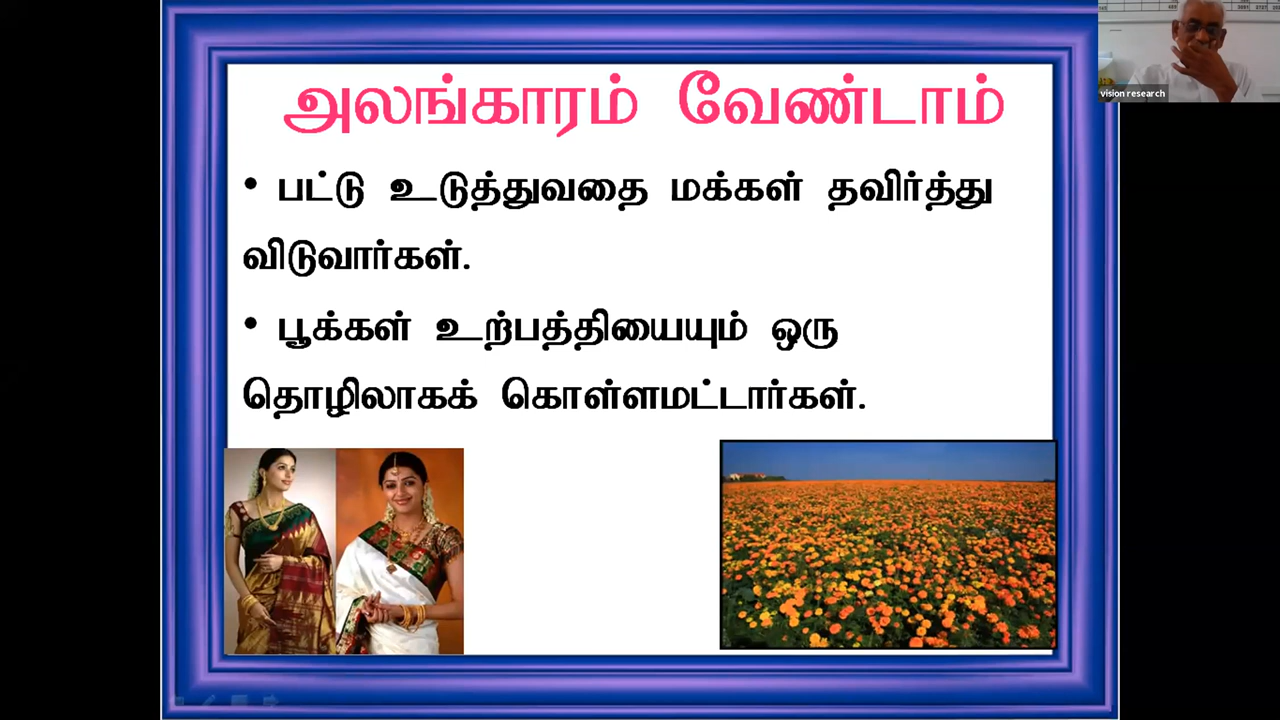 அலங்காரம் வேண்டாம்
• பட்டு உடுத்துவதை மக்கள் தவிர்த்து
விடுவார்கள்.
• பூக்கள் உற்பத்தியையும் ஒரு
தொழிலாகக் கொள்ளமட்டார்கள்.
vision research